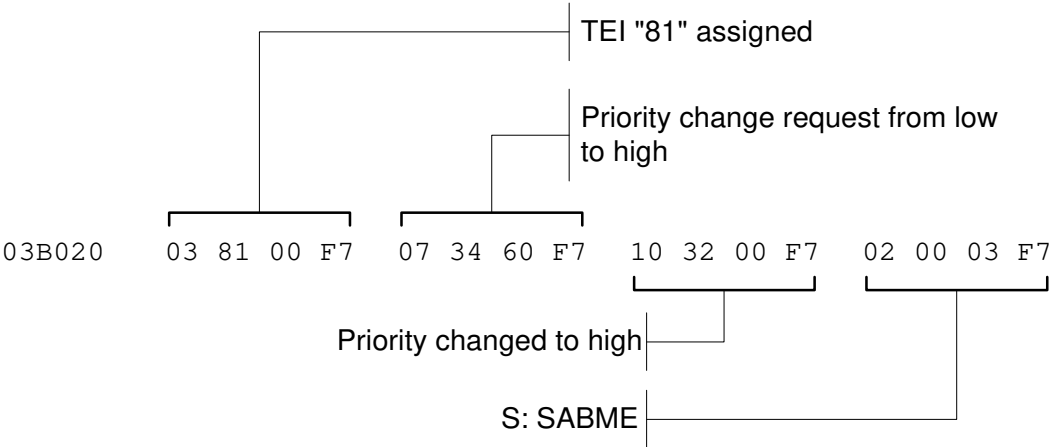 TEI "81" assigned
Priority change request from low
to high
03B020 03 81 00 F7 07 34 60 F7 10 32 00 F7 02 00 03 F7
Priority changed to high
S: SABME